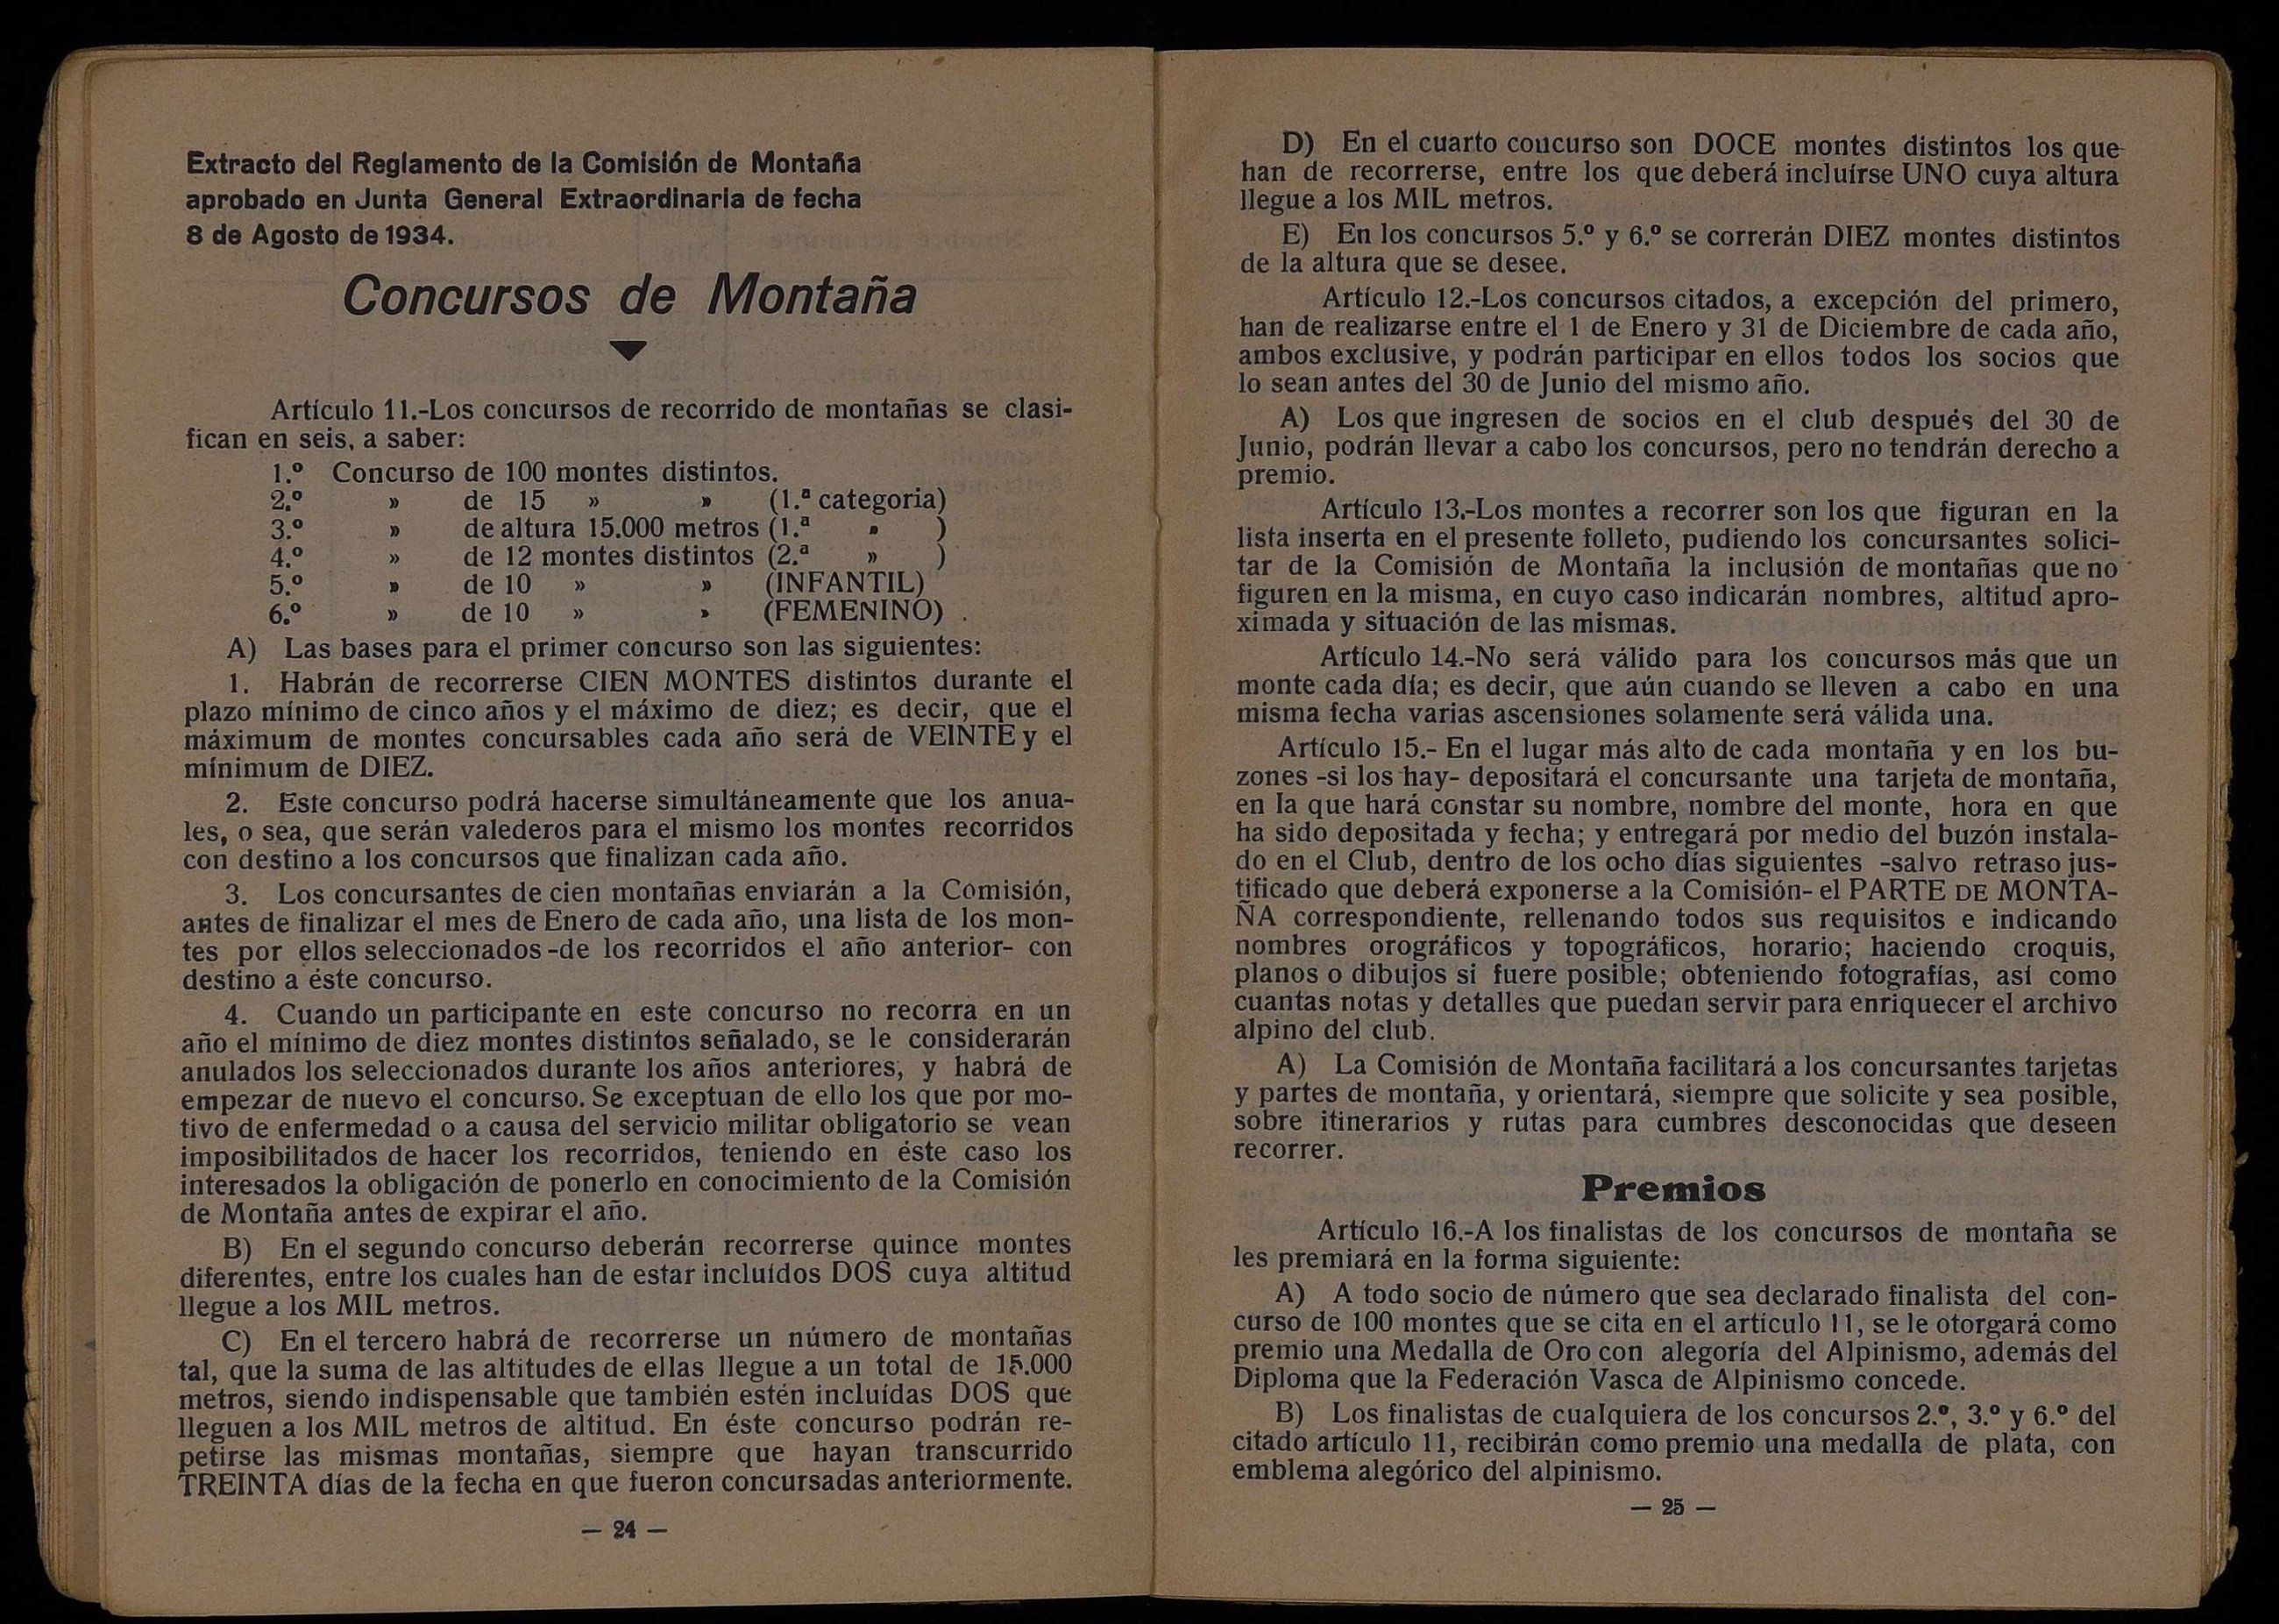 Extracto del Reglamento de la Comisión de Montaña
aprobado en Junta General Extraordinaria de fecha
8 de Agosto de 1934.
Concursos de Montaña
Artículo 11.-Los concursos de recorrido de montañas se clasi-
fican en seis, a saber:
1.º Concurso de 100 montes distintos.
2.º » de 15 » » (1.ª categoria)
3.º » de altura 15.000 metros (1.ª » )
4.º » de 12 montes distintos (2.ª » )
5.º » de 10 » » (INFANTIL)
6.º » de 10 » » (FEMENINO) .
A) Las bases para el primer concurso son las siguientes:
1. Habrán de recorrerse CIEN MONTES distintos durante el
plazo mínimo de cinco años y el máximo de diez; es decir, que el
máximum de montes concursables cada año será de VEINTE y el
mínimum de DIEZ.
2. Este concurso podrá hacerse simultáneamente que los anua-
les, o sea, que serán valederos para el mismo los montes recorridos
con destino a los concursos que finalizan cada año.
3. Los concursantes de cien montañas enviarán a la Comisión,
antes de finalizar el mes de Enero de cada año, una lista de los mon-
tes por ellos seleccionados -de los recorridos el año anterior- con
destino a éste concurso.
4. Cuando un participante en este concurso no recorra en un
año el mínimo de diez montes distintos señalado, se le considerarán
anulados los seleccionados durante los años anteriores, y habrá de
empezar de nuevo el concurso. Se exceptuan de ello los que por mo-
tivo de enfermedad o a causa del servicio militar obligatorio se vean
imposibilitados de hacer los recorridos, teniendo en éste caso los
interesados la obligación de ponerlo en conocimiento de la Comisión
de Montaña antes de expirar el año.
B) En el segundo concurso deberán recorrerse quince montes
diferentes, entre los cuales han de estar incluídos DOS cuya altitud
llegue a los MIL metros.
C) En el tercero habrá de recorrerse un número de montañas
tal, que la suma de las altitudes de ellas llegue a un total de 15.000
metros, siendo indispensable que también estén incluídas DOS que
lleguen a los MIL metros de altitud. En éste concurso podrán re-
petirse las mismas montañas, siempre que hayan transcurrido
TREINTA días de la fecha en que fueron concursadas anteriormente.
— 24 —
D) En el cuarto concurso son DOCE montes distintos los que
han de recorrerse, entre los que deberá incluírse UNO cuya altura
llegue a los MIL metros.
E) En los concursos 5.º y 6.º se correrán DIEZ montes distintos
de la altura que se desee.
Artículo 12.-Los concursos citados, a excepción del primero,
han de realizarse entre el 1 de Enero y 31 de Diciembre de cada año,
ambos exclusive, y podrán participar en ellos todos los socios que
lo sean antes del 30 de Junio del mismo año.
A) Los que ingresen de socios en el club después del 30 de
Junio, podrán llevar a cabo los concursos, pero no tendrán derecho a
premio.
Artículo 13.-Los montes a recorrer son los que figuran en la
lista inserta en el presente folleto, pudiendo los concursantes solici-
tar de la Comisión de Montaña la inclusión de montañas que no
figuren en la misma, en cuyo caso indicarán nombres, altitud apro-
ximada y situación de las mismas.
Artículo 14.-No será válido para los concursos más que un
monte cada día; es decir, que aún cuando se lleven a cabo en una
misma fecha varias ascensiones solamente será válida una.
Artículo 15.- En el lugar más alto de cada montaña y en los bu-
zones -si los hay- depositará el concursante una tarjeta de montaña,
en la que hará constar su nombre, nombre del monte, hora en que
ha sido depositada y fecha; y entregará por medio del buzón instala-
do en el Club, dentro de los ocho días siguientes -salvo retraso jus-
tificado que deberá exponerse a la Comisión- el PARTE DE MONTA-
ÑA correspondiente, rellenando todos sus requisitos e indicando
nombres orográficos y topográficos, horario; haciendo croquis,
planos o dibujos si fuere posible; obteniendo fotografías, así como
cuantas notas y detalles que puedan servir para enriquecer el archivo
alpino del club.
A) La Comisión de Montaña facilitará a los concursantes tarjetas
y partes de montaña, y orientará, siempre que solicite y sea posible,
sobre itinerarios y rutas para cumbres desconocidas que deseen
recorrer.
Premios
Artículo 16.-A los finalistas de los concursos de montaña se
les premiará en la forma siguiente:
A) A todo socio de número que sea declarado finalista del con-
curso de 100 montes que se cita en el artículo 11, se le otorgará como
premio una Medalla de Oro con alegoría del Alpinismo, además del
Diploma que la Federación Vasca de Alpinismo concede.
B) Los finalistas de cualquiera de los concursos 2.º, 3.º y 6.º del
citado artículo 11, recibirán como premio una medalla de plata, con
emblema alegórico del alpinismo.
— 25 —